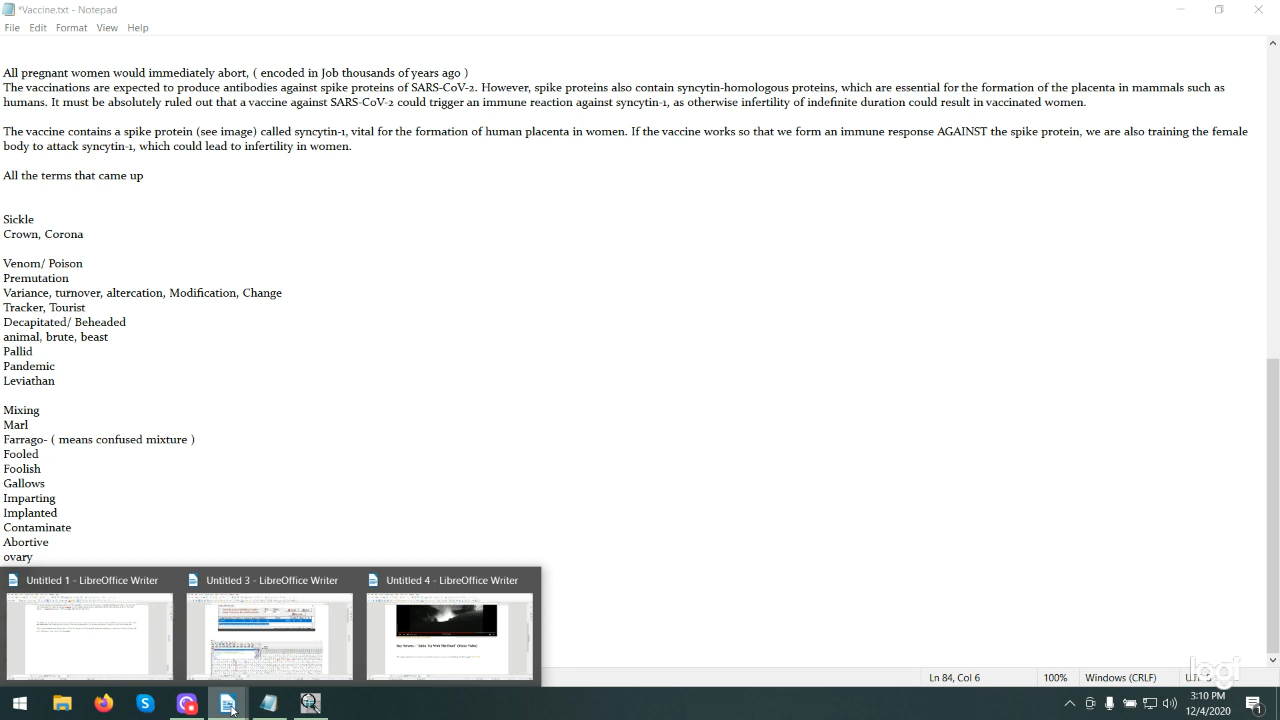 *Vaccine.txt - Notepad
File Edit Format View Help
All pregnant women would immediately abort, ( encoded in Job thousands of years ago )
The vaccinations are expected to produce antibodies against spike proteins of SARS-CoV-2. However, spike proteins also contain syncytin-homologous proteins, which are essential for the formation of the placenta in mammals such as
humans. It must be absolutely ruled out that a vaccine against SARS-CoV-2 could trigger an immune reaction against syncytin-1, as otherwise infertility of indefinite duration could result in vaccinated women.
The vaccine contains a spike protein (see image) called syncytin-1, vital for the formation of human placenta in women. If the vaccine works so that we form an immune response AGAINST the spike protein, we are also training the female
body to attack syncytin-1, which could lead to infertility in women.
All the terms that came up
Sickle
Crown, Corona
Venom/ Poison
Premutation
Variance, turnover, altercation, Modification, Change
Tracker, Tourist
Decapitated/ Beheaded
animal, brute, beast
Pallid
Pandemic
Leviathan
Mixing
Marl
Farrago- ( means confused mixture )
Fooled
Foolish
Gallows
Imparting
Implanted
Contaminate
Abortive
ovary
Untitled 1 - LibreOffice Writer Untitled 3 - LibreOffice Writer Untitled 4 - LibreOffice Writer
Ln 84, Col 6 100% Windows (CRLF)
logi
3:10 PM
12/4/2020
1